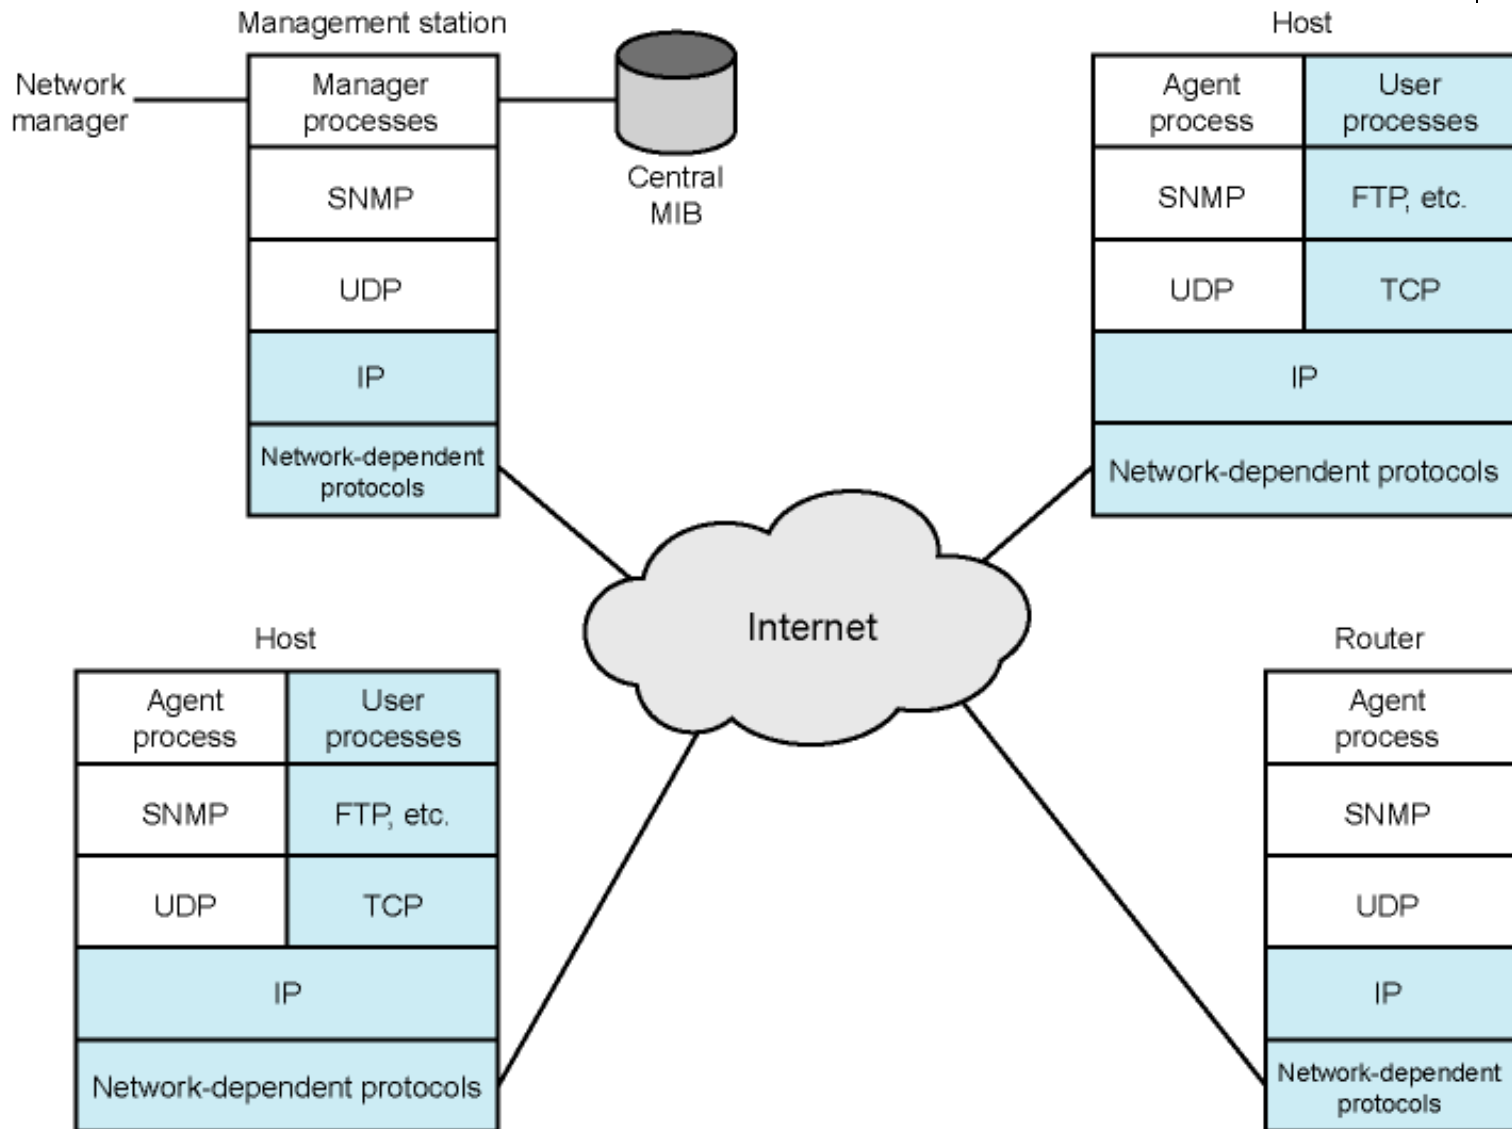 Management station
Network
manager
Manager
processes
SNMP
UDP
IP
Network-dependent
protocols
Central
MIB
Host
Agent
process
User
processes
SNMP
FTP, etc.
UDP
TCP
IP
Network-dependent protocols
Internet
Host
Agent
process
User
processes
SNMP
FTP, etc.
UDP
TCP
IP
Network-dependent protocols
Router
Agent
process
SNMP
UDP
IP
Network-dependent
protocols